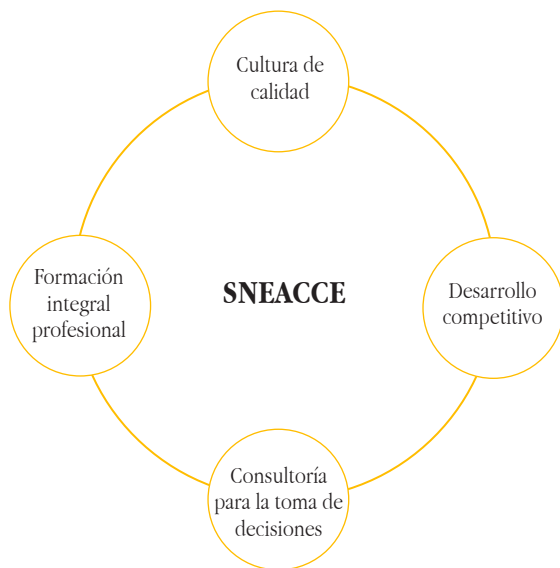 Cultura de
calidad
Formación
integral
profesional
SNEACCE
Desarrollo
competitivo
Consultoría
para la toma de
decisiones